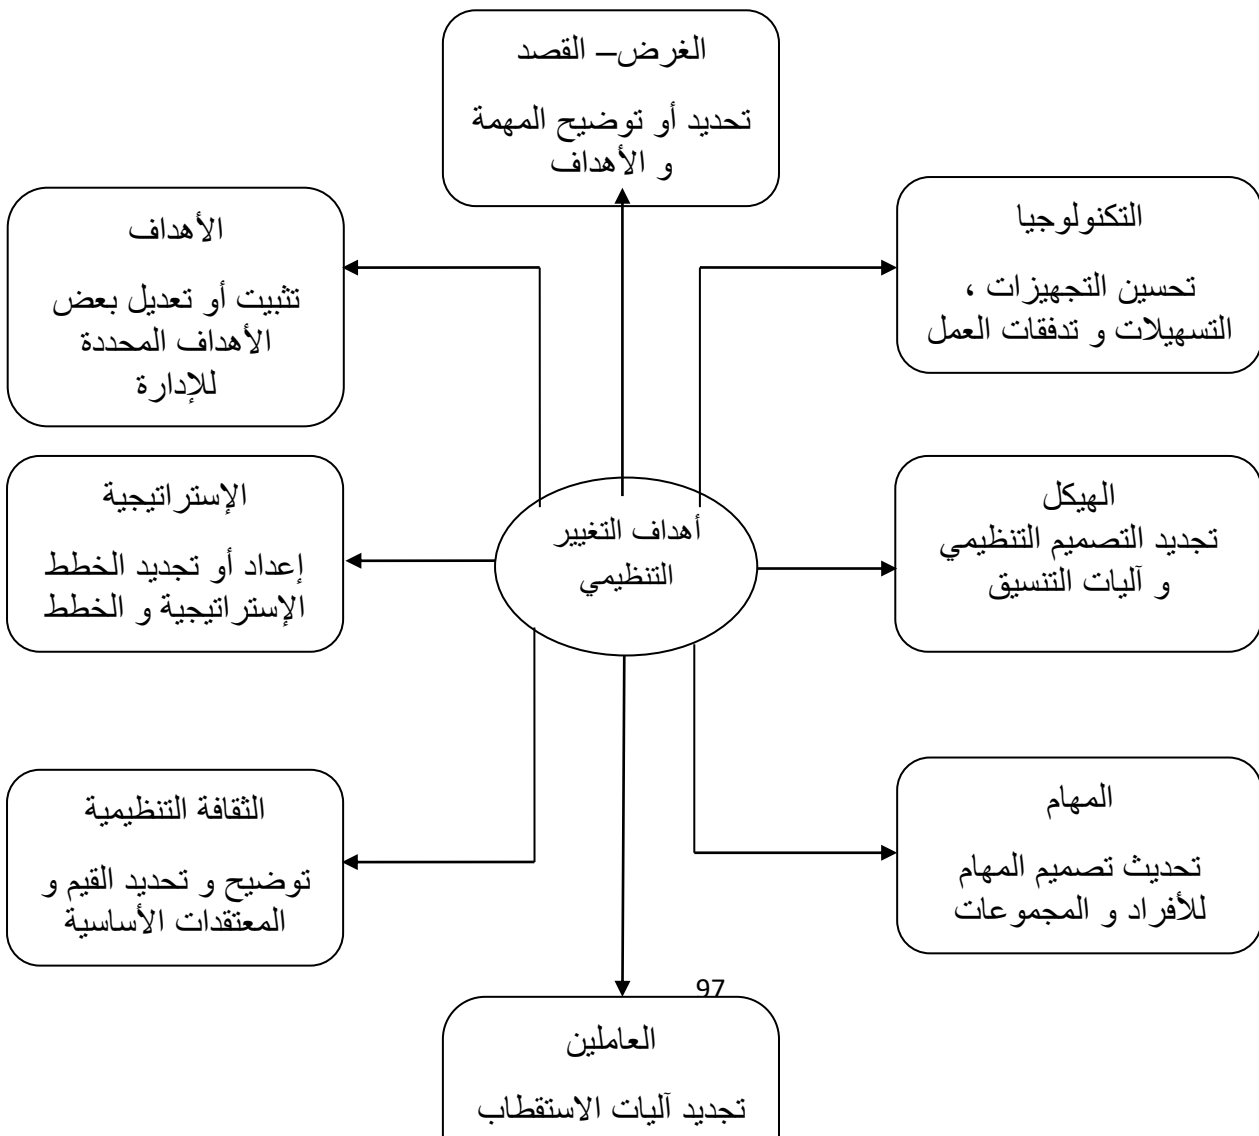 الغرض– القصد
تحديد أو توضيح المهمة
و الأهداف
التكنولوجيا
تحسين التجهيزات ،
التسهيلات و تدفقات العمل
الأهداف
تثبيت أو تعديل بعض
الأهداف المحددة
للإدارة
الهيكل
تجديد التصميم التنظيمي
و آليات التنسيق
أهداف التغيير
التنظيمي
الإستراتيجية
إعداد أو تجديد الخطط
الإستراتيجية و الخطط
المهام
تحديث تصميم المهام
للأفراد و المجموعات
الثقافة التنظيمية
توضيح و تحديد القيم و
المعتقدات الأساسية
97
العاملين
تجديد آليات الاستقطاب